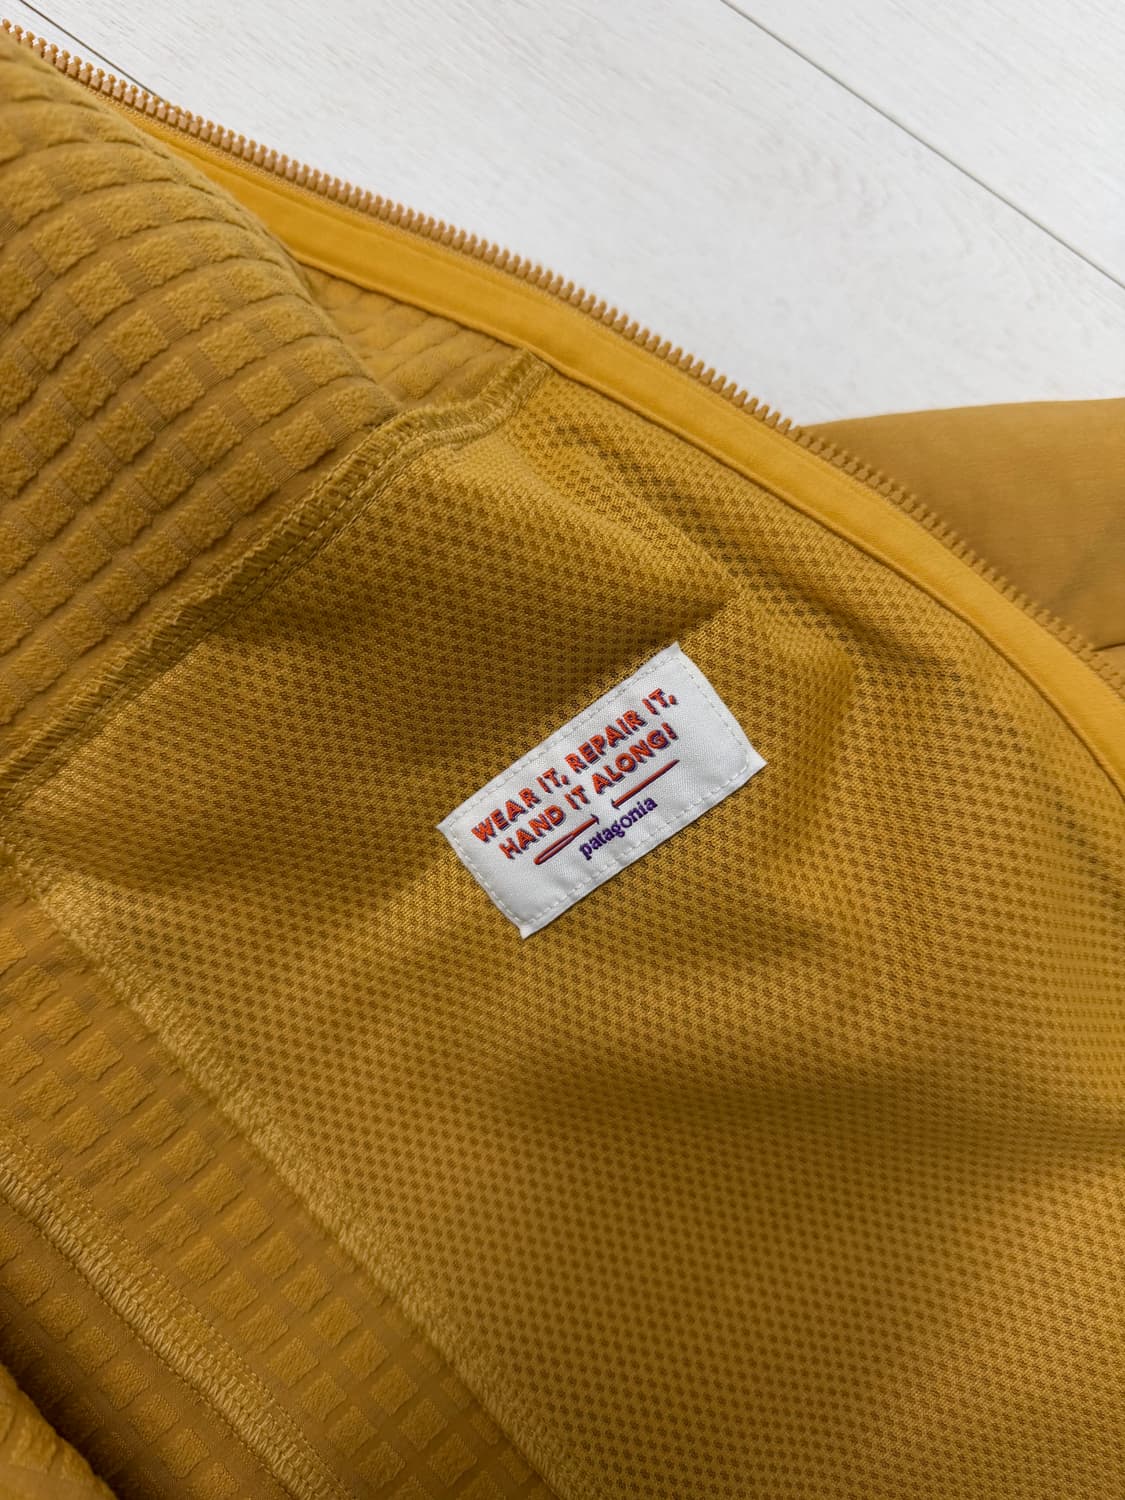 WEAR IT, REPAIR IT,
HAND IT ALONG!
patagonia